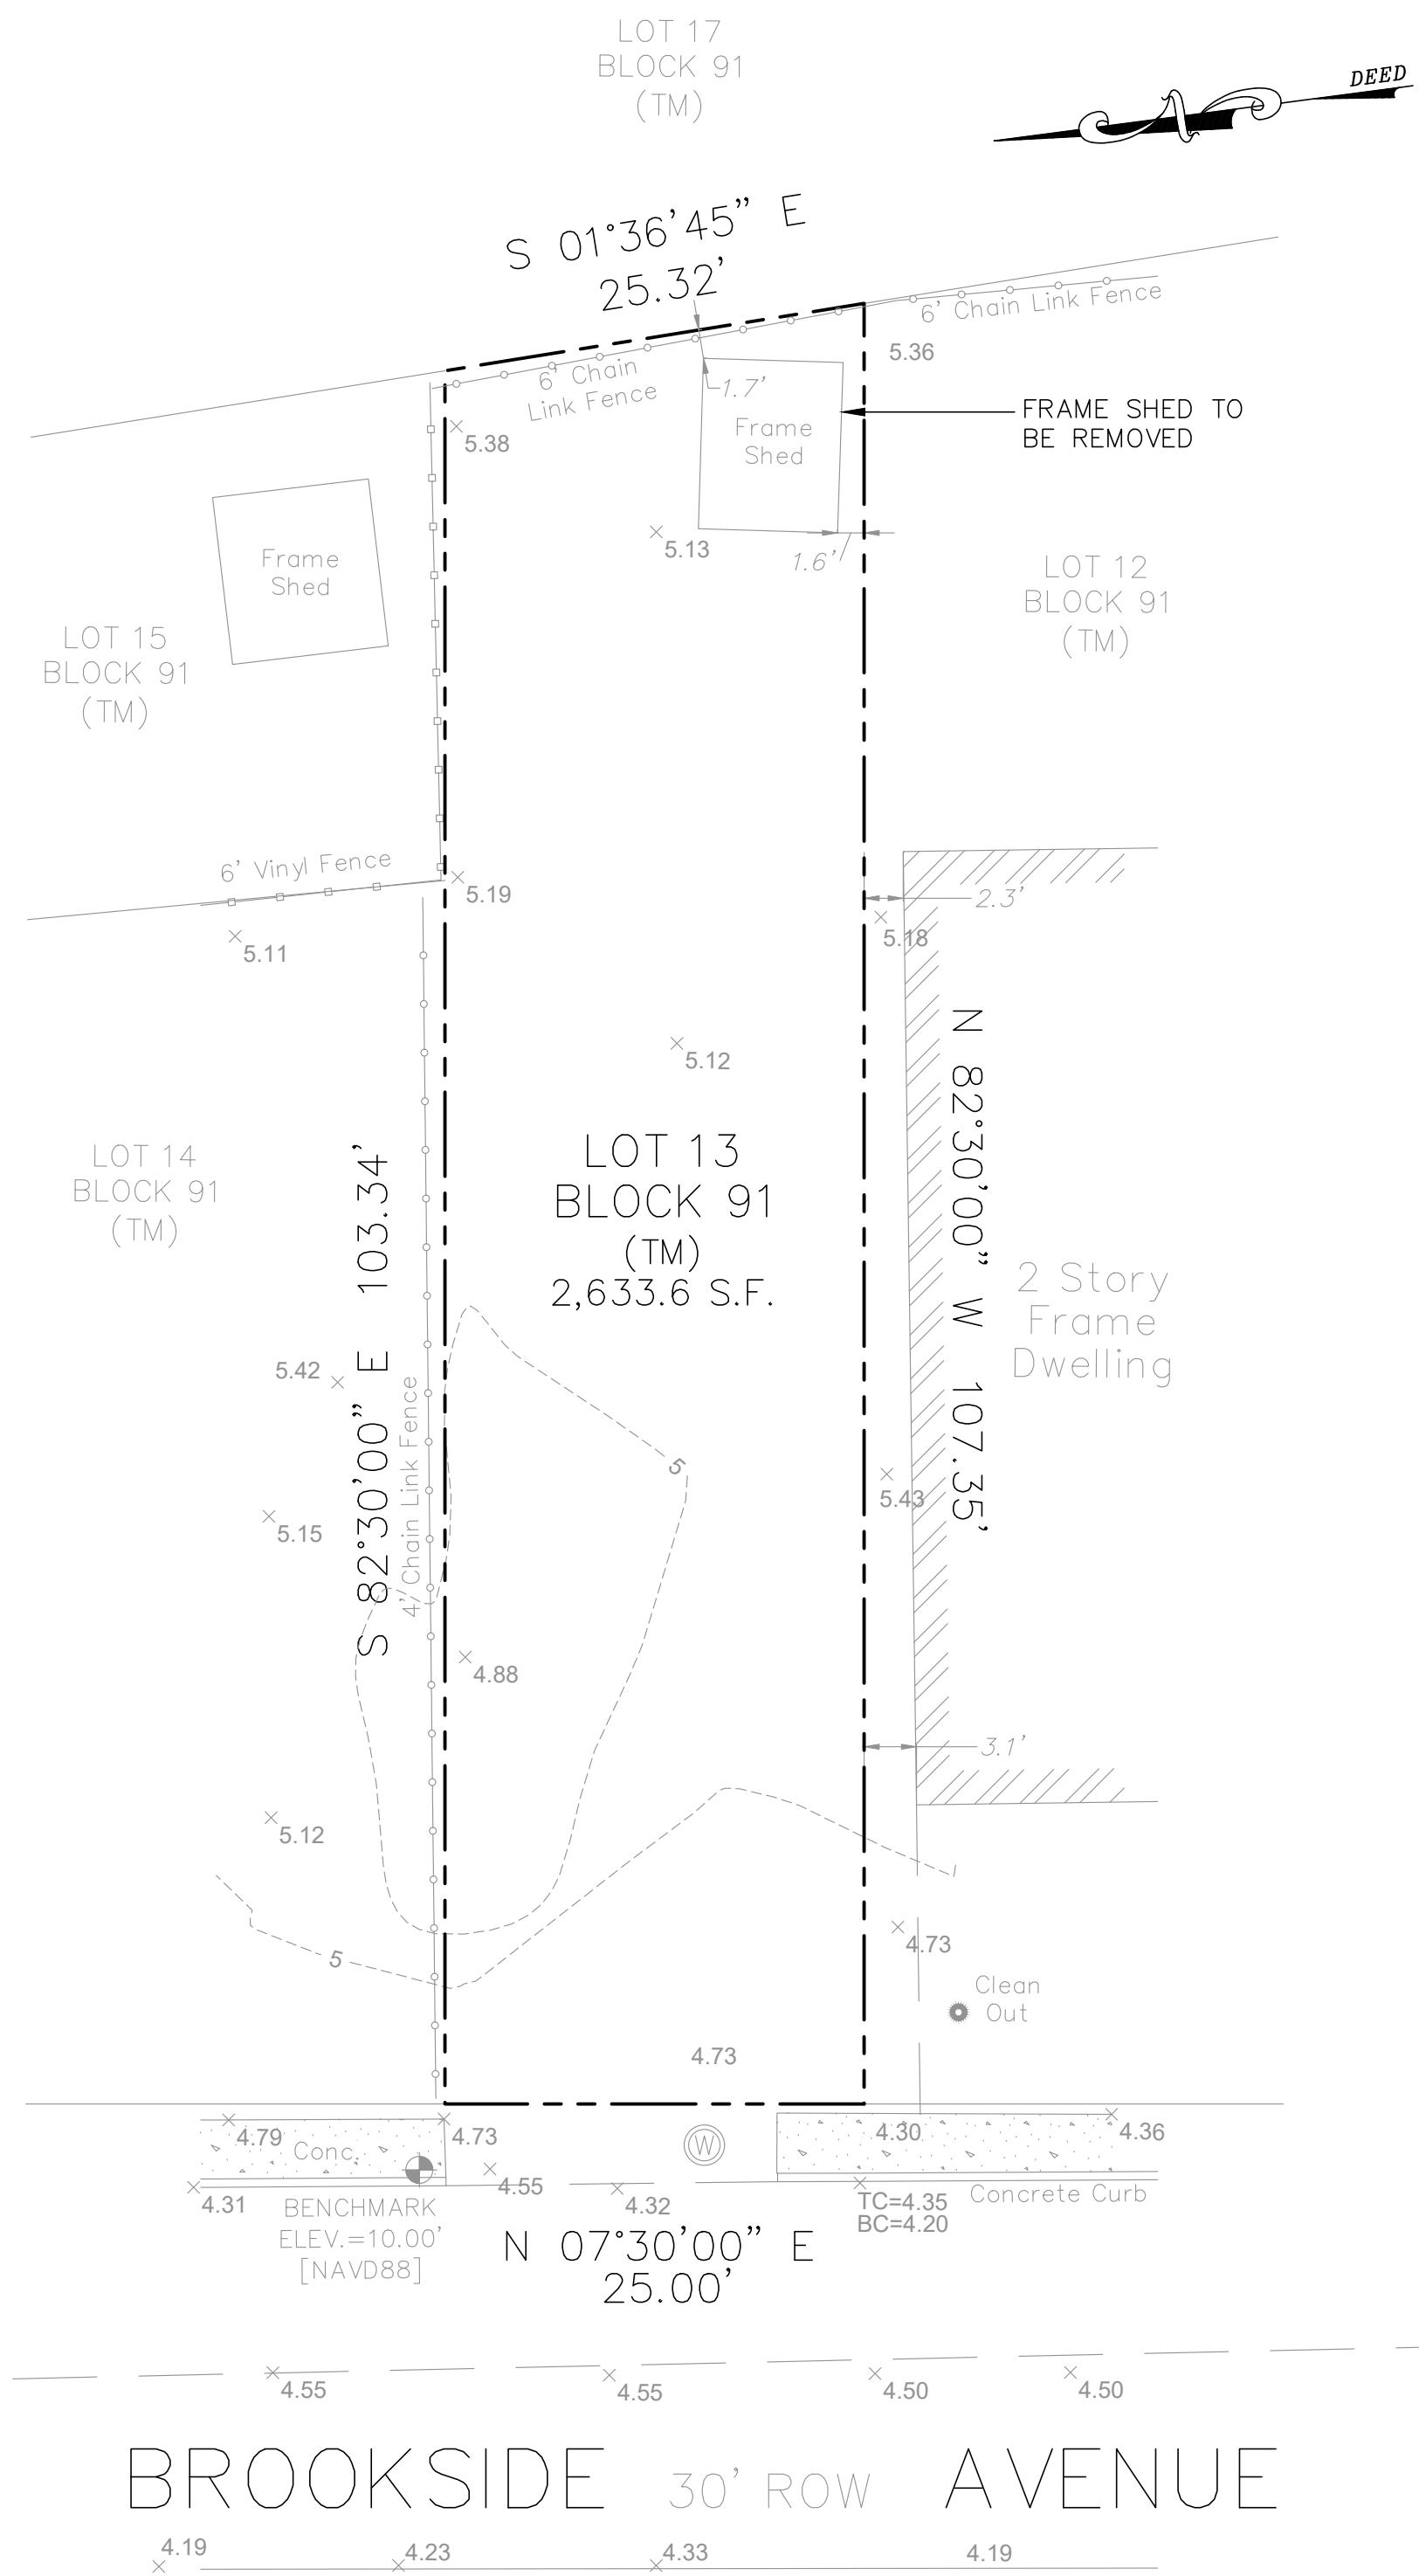 LOT 17
BLOCK 91
(TM)
DEED
N
S 01°36'45" E
25.32'
6' Chain Link Fence
5.36
6' Chain
Link Fence
1.7'
FRAME SHED TO
BE REMOVED
Frame
Shed
5.38
5.13
1.6'
Frame
Shed
LOT 12
BLOCK 91
(TM)
LOT 15
BLOCK 91
(TM)
6' Vinyl Fence
5.19
2.3'
5.11
5.18
5.12
N 82°30'00" W 107.35'
LOT 13
BLOCK 91
(TM)
2,633.6 S.F.
LOT 14
BLOCK 91
(TM)
S 82°30'00" E 103.34'
2 Story
Frame
Dwelling
5.42
4' Chain Link Fence
5
5.43
5.15
4.88
3.1'
5.12
4.73
5
Clean
Out
4.73
4.79
Conc.
4.73
4.30
4.36
4.55
4.31
4.32
TC=4.35
BC=4.20
Concrete Curb
W
BENCHMARK
ELEV.=10.00'
[NAVD88]
N 07°30'00" E
25.00'
4.55
4.55
4.50
4.50
BROOKSIDE 30' ROW AVENUE
4.19
4.23
4.33
4.19